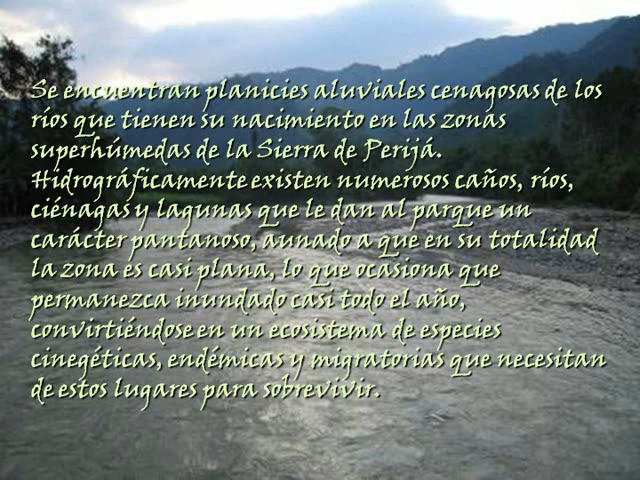 Se encuentran planicies aluviales cenagosas de los
ríos que tienen su nacimiento en las zonas
superhúmedas de la Sierra de Perijá.
Hidrográficamente existen numerosos caños, ríos,
ciénagas y lagunas que le dan al parque un
carácter pantanoso, aunado a que en su totalidad
la zona es casi plana, lo que ocasiona que
permanezca inundado casi todo el año,
convirtiéndose en un ecosistema de especies
cinegéticas, endémicas y migratorias que necesitan
de estos lugares para sobrevivir.